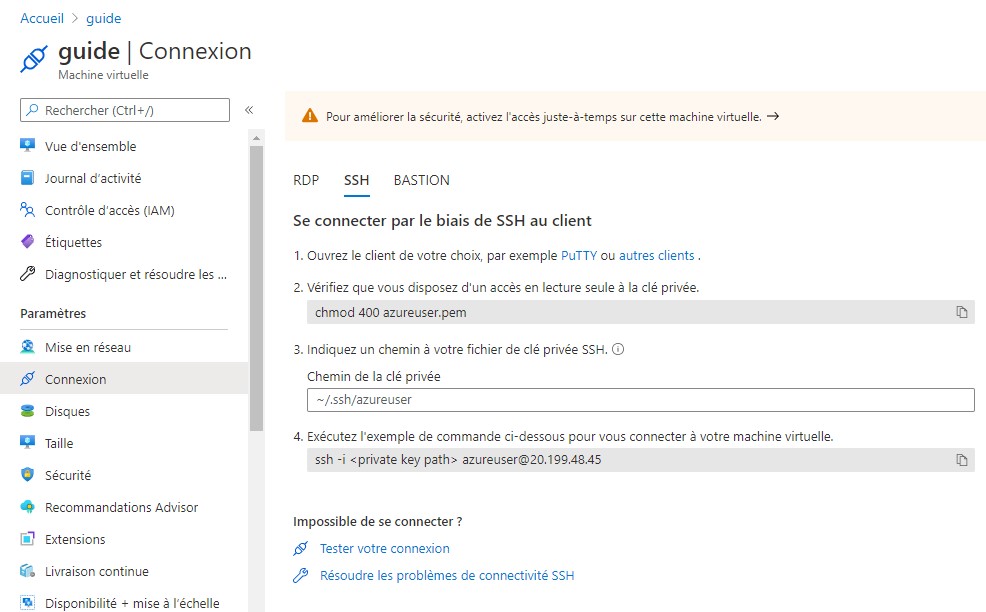 Accueil > guide
guide | Connexion
Machine virtuelle
Rechercher (Ctrl+/)
«
Vue d'ensemble
Journal d'activité
Contrôle d'accès (IAM)
Étiquettes
Diagnostiquer et résoudre les ...
Paramètres
Mise en réseau
Connexion
Disques
Taille
Sécurité
Recommandations Advisor
Extensions
Livraison continue
Disponibilité + mise à l'échelle
Pour améliorer la sécurité, activez l'accès juste-à-temps sur cette machine virtuelle. →
RDP SSH BASTION
Se connecter par le biais de SSH au client
1. Ouvrez le client de votre choix, par exemple PuTTY ou autres clients .
2. Vérifiez que vous disposez d'un accès en lecture seule à la clé privée.
chmod 400 azureuser.pem
3. Indiquez un chemin à votre fichier de clé privée SSH.
Chemin de la clé privée
~/.ssh/azureuser
4. Exécutez l'exemple de commande ci-dessous pour vous connecter à votre machine virtuelle.
ssh -i <private key path> azureuser@20.199.48.45
Impossible de se connecter ?
Tester votre connexion
Résoudre les problèmes de connectivité SSH